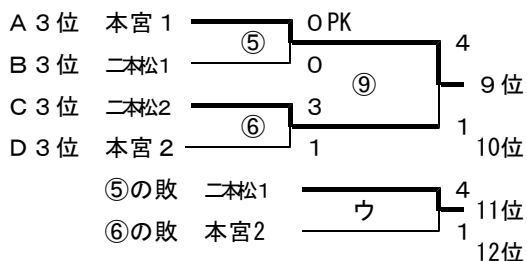 A3位 本宮1 0 PK
⑤ 4
B3位 二本松1 0
⑨ 9位
C3位 二本松2 3
⑥ 1
D3位 本宮2 1 10位
⑤の敗 二本松1 4
ウ 11位
⑥の敗 本宮2 1
12位